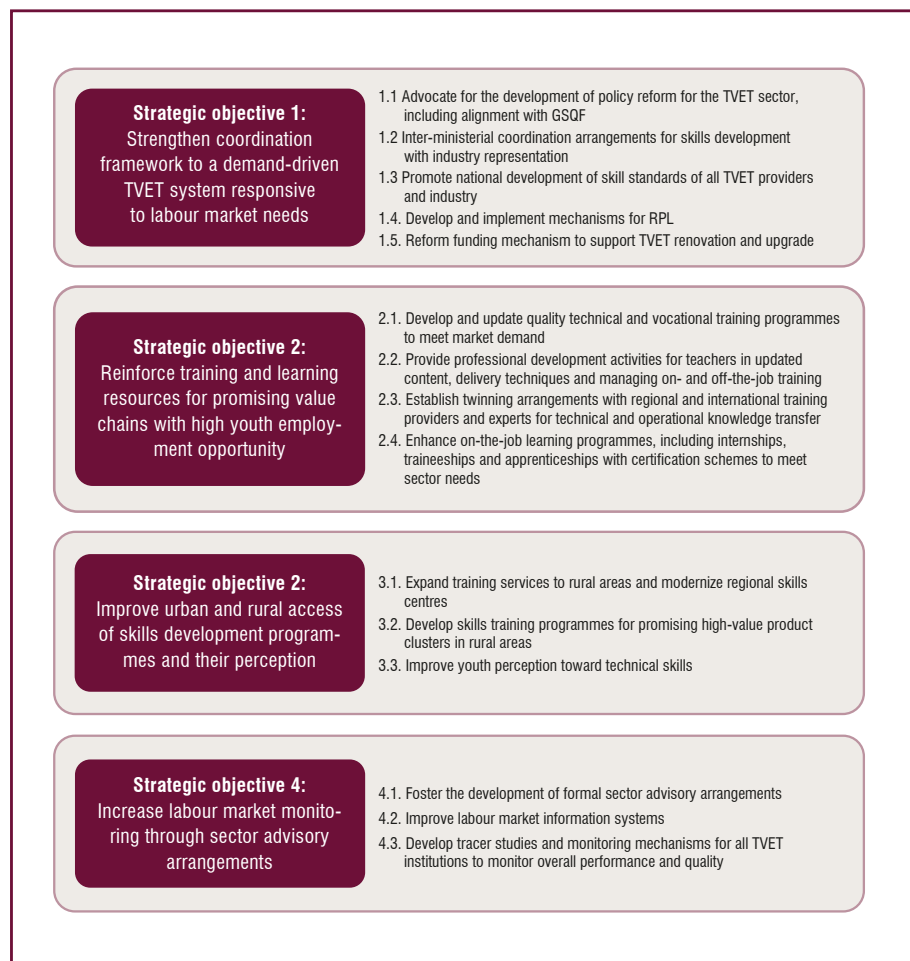 Strategic objective 1:
Strengthen coordination
framework to a demand-driven
TVET system responsive
to labour market needs
1.1 Advocate for the development of policy reform for the TVET sector,
including alignment with GSQF
1.2 Inter-ministerial coordination arrangements for skills development
with industry representation
1.3 Promote national development of skill standards of all TVET providers
and industry
1.4. Develop and implement mechanisms for RPL
1.5. Reform funding mechanism to support TVET renovation and upgrade
Strategic objective 2:
Reinforce training and learning
resources for promising value
chains with high youth employ-
ment opportunity
2.1. Develop and update quality technical and vocational training programmes
to meet market demand
2.2. Provide professional development activities for teachers in updated
content, delivery techniques and managing on- and off-the-job training
2.3. Establish twinning arrangements with regional and international training
providers and experts for technical and operational knowledge transfer
2.4. Enhance on-the-job learning programmes, including internships,
traineeships and apprenticeships with certification schemes to meet
sector needs
Strategic objective 2:
Improve urban and rural access
of skills development program-
mes and their perception
3.1. Expand training services to rural areas and modernize regional skills
centres
3.2. Develop skills training programmes for promising high-value product
clusters in rural areas
3.3. Improve youth perception toward technical skills
Strategic objective 4:
Increase labour market monito-
ring through sector advisory
arrangements
4.1. Foster the development of formal sector advisory arrangements
4.2. Improve labour market information systems
4.3. Develop tracer studies and monitoring mechanisms for all TVET
institutions to monitor overall performance and quality